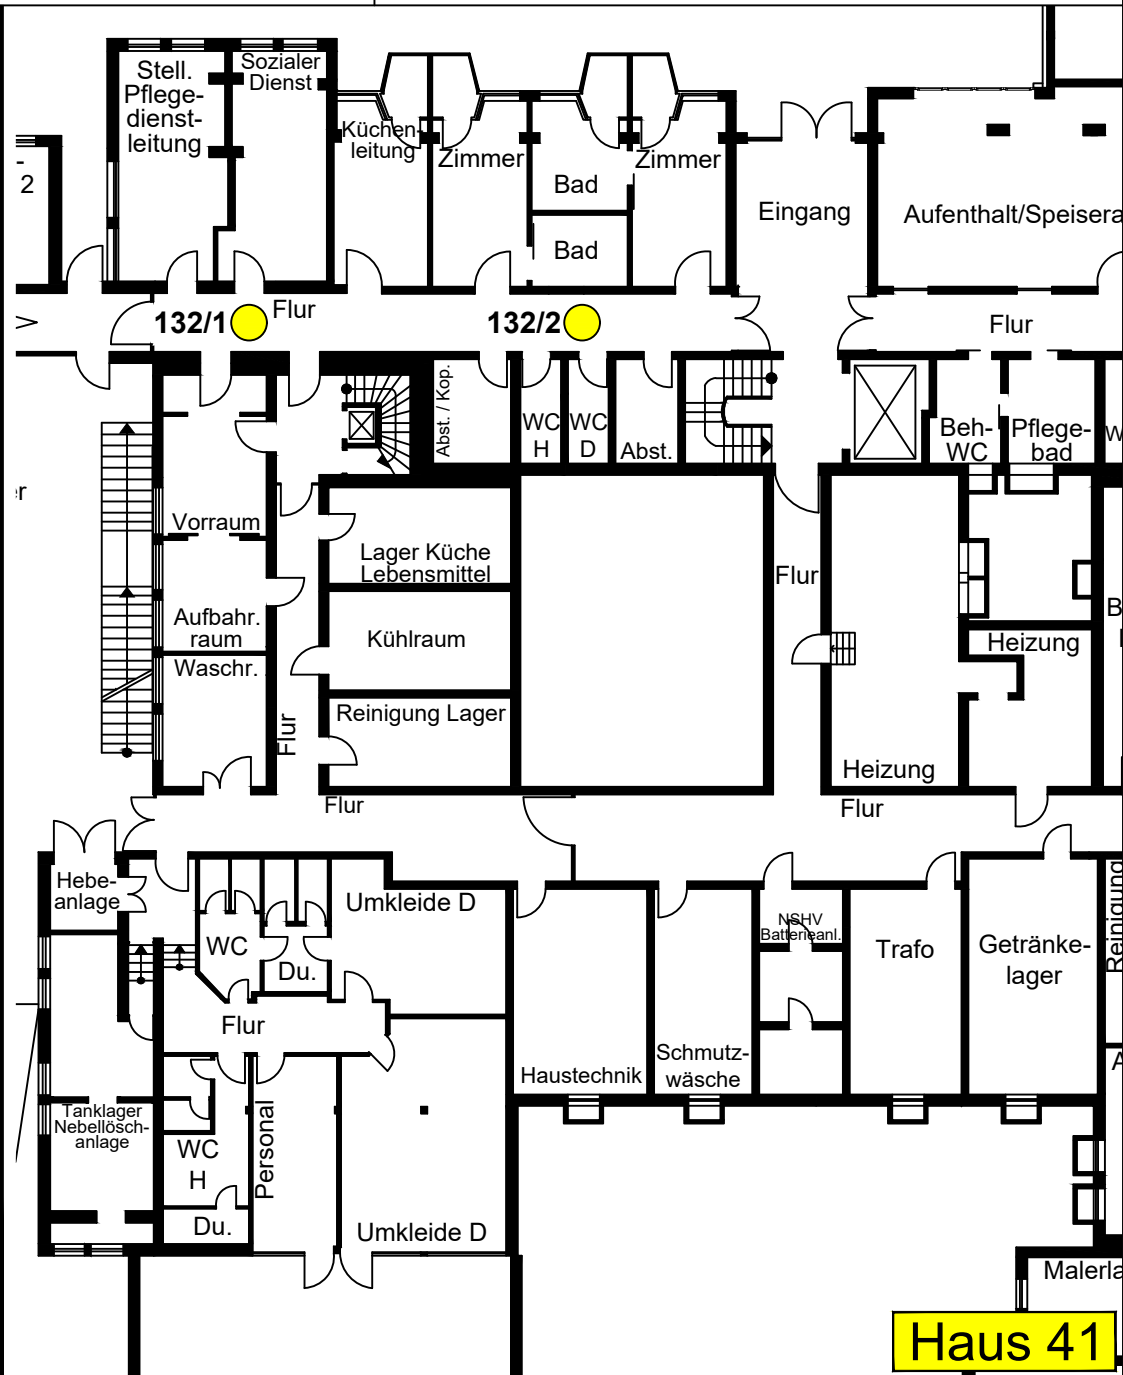 Stell.
Pflege-
dienst-
leitung
Sozialer
Dienst
Küchen-
leitung
Zimmer
Bad
Bad
Zimmer
Eingang
Aufenthalt/Speisera
-
2
132/1
Flur
132/2
Flur
Abst. / Kop.
WC
H
WC
D
Abst.
Beh-
WC
Pflege-
bad
W
Vorraum
Lager Küche
Lebensmittel
Flur
Aufbahr.
raum
Kühlraum
Heizung
B
Waschr.
Reinigung Lager
Flur
Heizung
Flur
Flur
Hebe-
anlage
Umkleide D
WC
Du.
NSHV
Batterieanl.
Trafo
Getränke-
lager
Reinigung
Flur
Haustechnik
Schmutz-
wäsche
A
Tanklager
Nebellösch-
anlage
WC
H
Personal
Du.
Umkleide D
Malerla
Haus 41